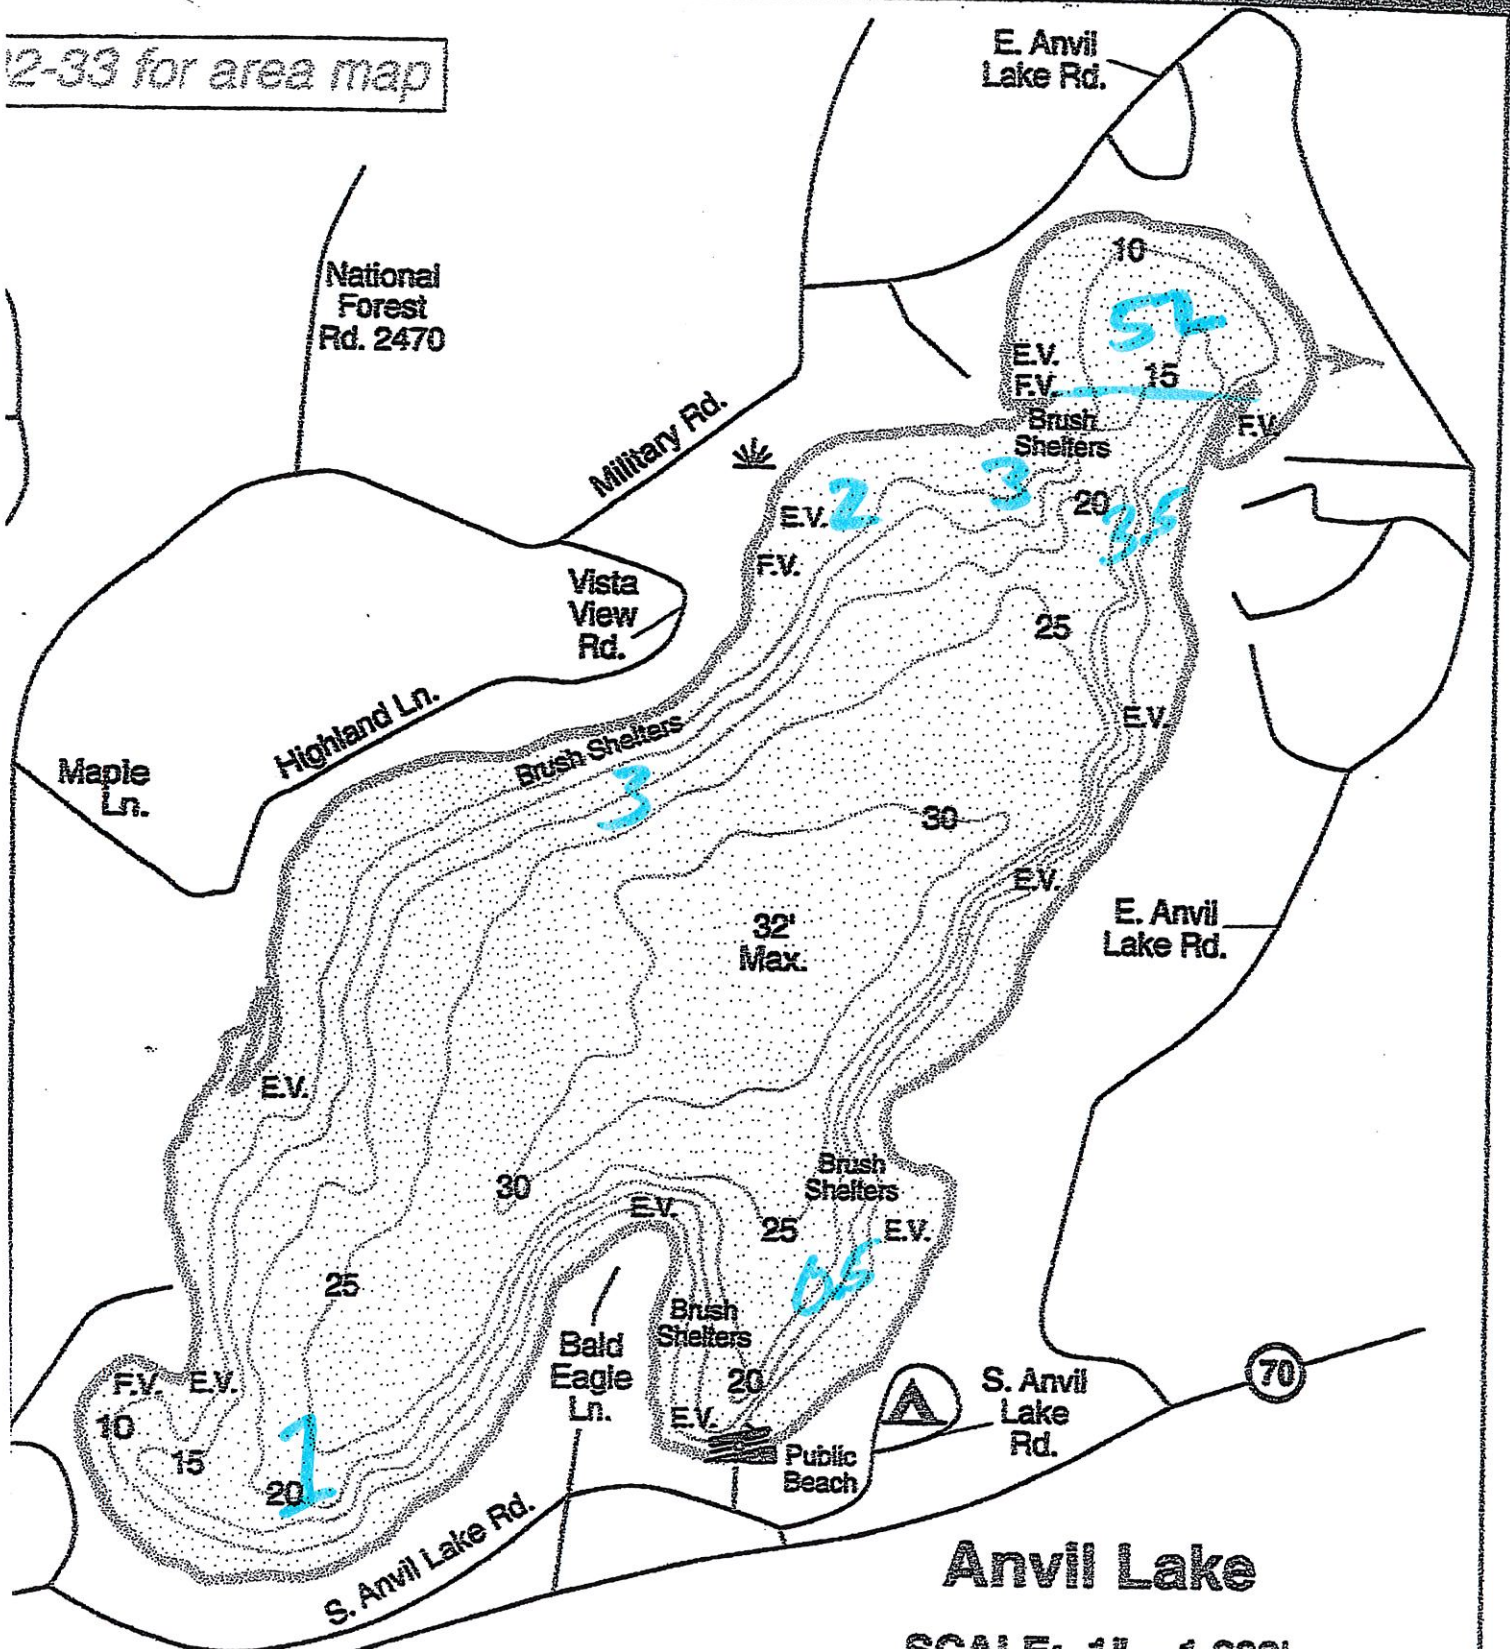 2-33 for area map
E. Anvil
Lake Rd.
National
Forest
Rd. 2470
10
52
E.V.
F.V.
15
Brush
Shelters
F.V.
Military Rd.
E.V.
2
3
20
3.5
F.V.
Vista
View
Rd.
25
Highland Ln.
Brush Shelters
E.V.
Maple
Ln.
3
30
E.V.
32'
Max.
E. Anvil
Lake Rd.
E.V.
Brush
Shelters
30
E.V.
25
E.V.
25
Brush
Shelters
Bald
Eagle
Ln.
20
F.V.
E.V.
10
15
1
20
E.V.
S. Anvil
Lake
Rd.
70
Public
Beach
S. Anvil Lake Rd.
Anvil Lake